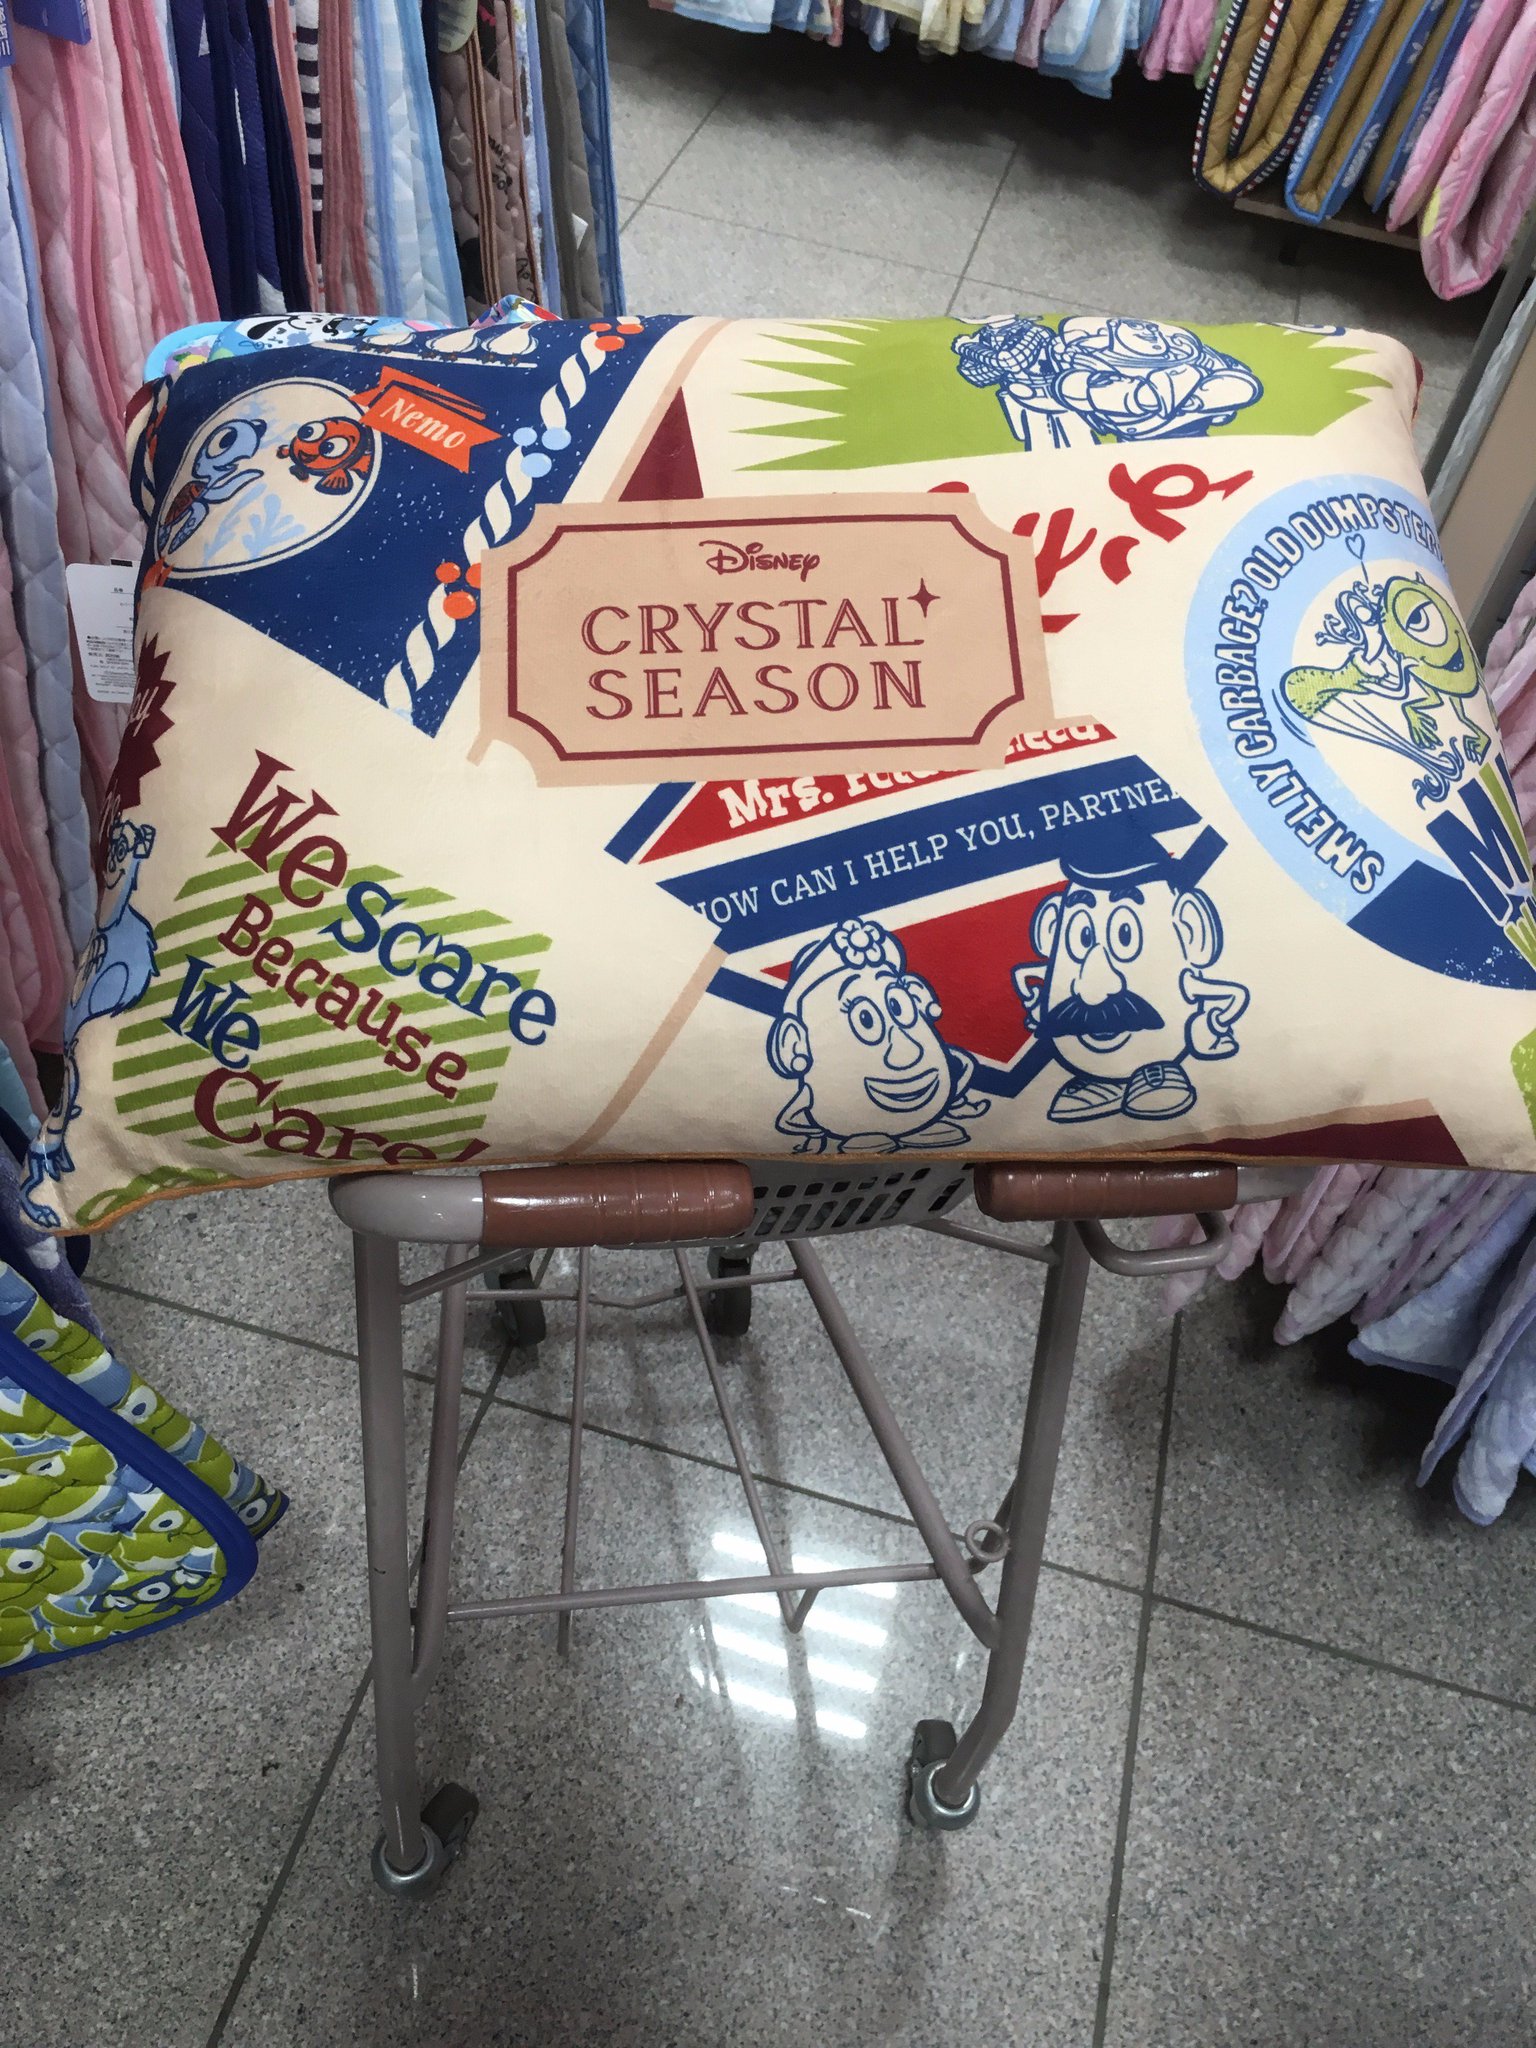 Nemo
Disney
CRYSTAL
SEASON
SMELLY GARBAGE? OLD DUMPSTER
Mrs.
HOW CAN I HELP YOU, PARTNE
We Scare
Because
We
Care!